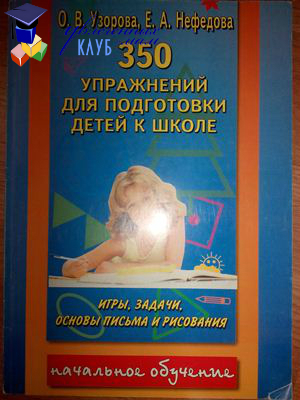 О. В. Узорова, Е. А. Нефедова
КЛУБ
350
УПРАЖНЕНИЙ
ДЛЯ ПОДГОТОВКИ
ДЕТЕЙ К ШКОЛЕ
ИГРЫ, ЗАДАЧИ,
ОСНОВЫ ПИСЬМА И РИСОВАНИЯ
начальное обучение